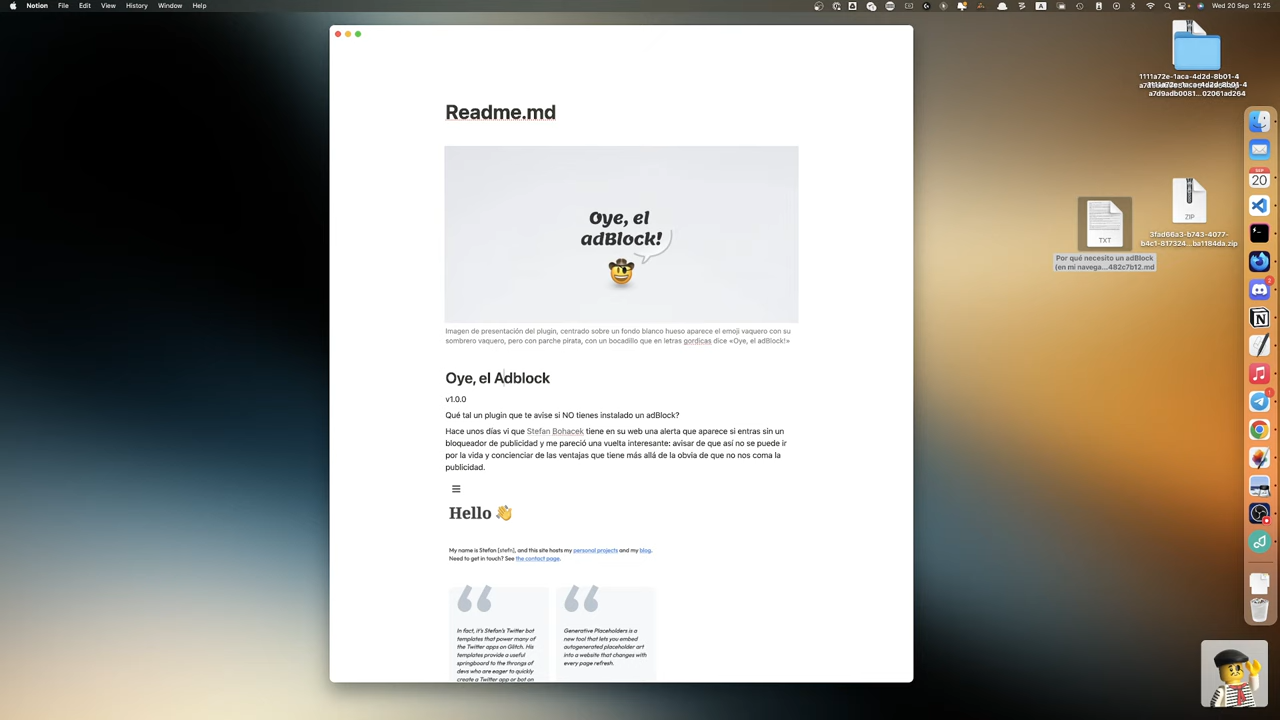 Notion File Edit View History Window Help
Wed 20 Sep 12:25
Readme.md
Oye, el
adBlock!
Imagen de presentación del plugin, centrado sobre un fondo blanco hueso aparece el emoji vaquero con su
sombrero vaquero, pero con parche pirata, con un bocadillo que en letras gordicas dice «Oye, el adBlock!»
Oye, el Adblock
v1.0.0
Qué tal un plugin que te avise si NO tienes instalado un adBlock?
Hace unos días vi que Stefan Bohacek tiene en su web una alerta que aparece si entras sin un
bloqueador de publicidad y me pareció una vuelta interesante: avisar de que así no se puede ir
por la vida y concienciar de las ventajas que tiene más allá de la obvia de que no nos coma la
publicidad.
Hello 👋
My name is Stefan [stefn], and this site hosts my personal projects and my blog.
Need to get in touch? See the contact page.
In fact, it's Stefan's Twitter bot
templates that power many of
the Twitter apps on Glitch. His
templates provide a useful
springboard to the throngs of
devs who are eager to quickly
create a Twitter app or bot on
Generative Placeholders is a
new tool that lets you embed
autogenerated placeholder art
into a website that changes with
every page refresh.
1111a72e-1aca-4d2d-8b01-4
a7d9adb0081...02061ad264
TXT
Por qué necesito un adBlock
(en mi navega...482c7b12.md
ZIP
3fad66a3-b743-4077-
b4c1-817324...ba1184da.zip
SEP
20
2
1